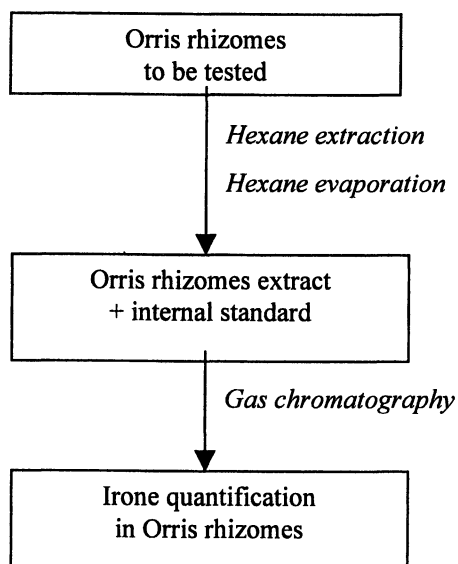 Orris rhizomes
to be tested
Hexane extraction
Hexane evaporation
Orris rhizomes extract
+ internal standard
Gas chromatography
Irone quantification
in Orris rhizomes